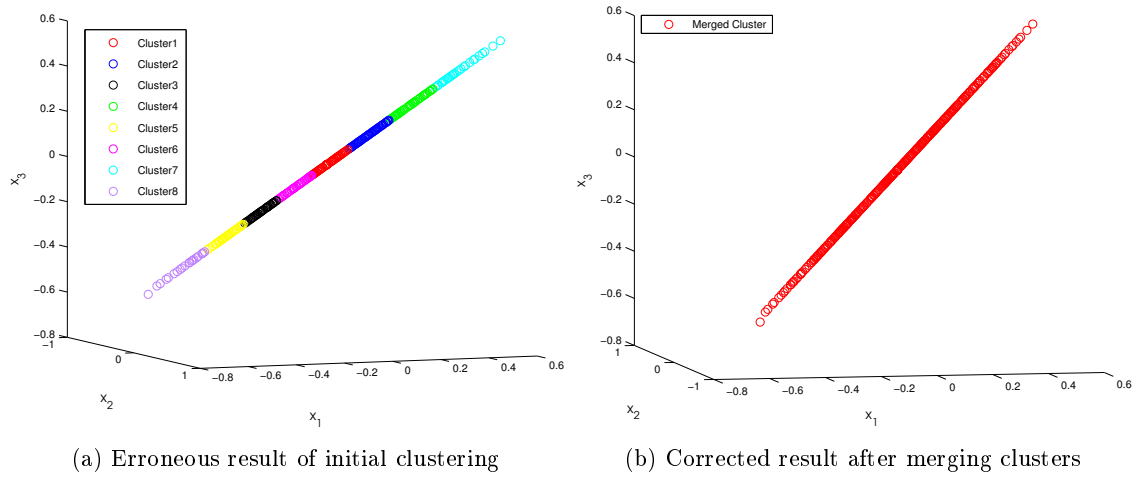 0.6
0.4
0.2
0
−0.2
−0.4
−0.6
−0.8
x3
Cluster1
Cluster2
Cluster3
Cluster4
Cluster5
Cluster6
Cluster7
Cluster8
−1
0
1
x2
−0.8
−0.6
−0.4
−0.2
0
0.2
0.4
0.6
x1
(a) Erroneous result of initial clustering
0.6
0.4
0.2
0
−0.2
−0.4
−0.6
−0.8
x3
Merged Cluster
1
0
−1
x2
−0.8
−0.6
−0.4
−0.2
0
0.2
0.4
0.6
x1
(b) Corrected result after merging clusters